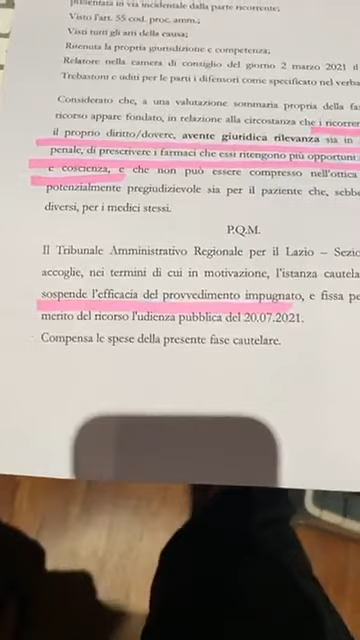 presentata in via incidentale dalla parte ricorrente;
Visto l'art. 55 cod. proc. amm.;
Visti tutti gli atti della causa;
Ritenuta la propria giurisdizione e competenza;
Relatore nella camera di consiglio del giorno 2 marzo 2021 il
Trebastoni e uditi per le parti i difensori come specificato nel verba
Considerato che, a una valutazione sommaria propria della fas
ricorso appare fondato, in relazione alla circostanza che i ricorren
il proprio diritto/dovere, avente giuridica rilevanza sia in
penale, di prescrivere i farmaci che essi ritengono più opportuni
e coscienza, e che non può essere compresso nell'ottica
potenzialmente pregiudizievole sia per il paziente che, sebbe
diversi, per i medici stessi.
P.Q.M.
Il Tribunale Amministrativo Regionale per il Lazio – Sezio
accoglie, nei termini di cui in motivazione, l'istanza cautela
sospende l'efficacia del provvedimento impugnato, e fissa pe
merito del ricorso l'udienza pubblica del 20.07.2021.
Compensa le spese della presente fase cautelare.